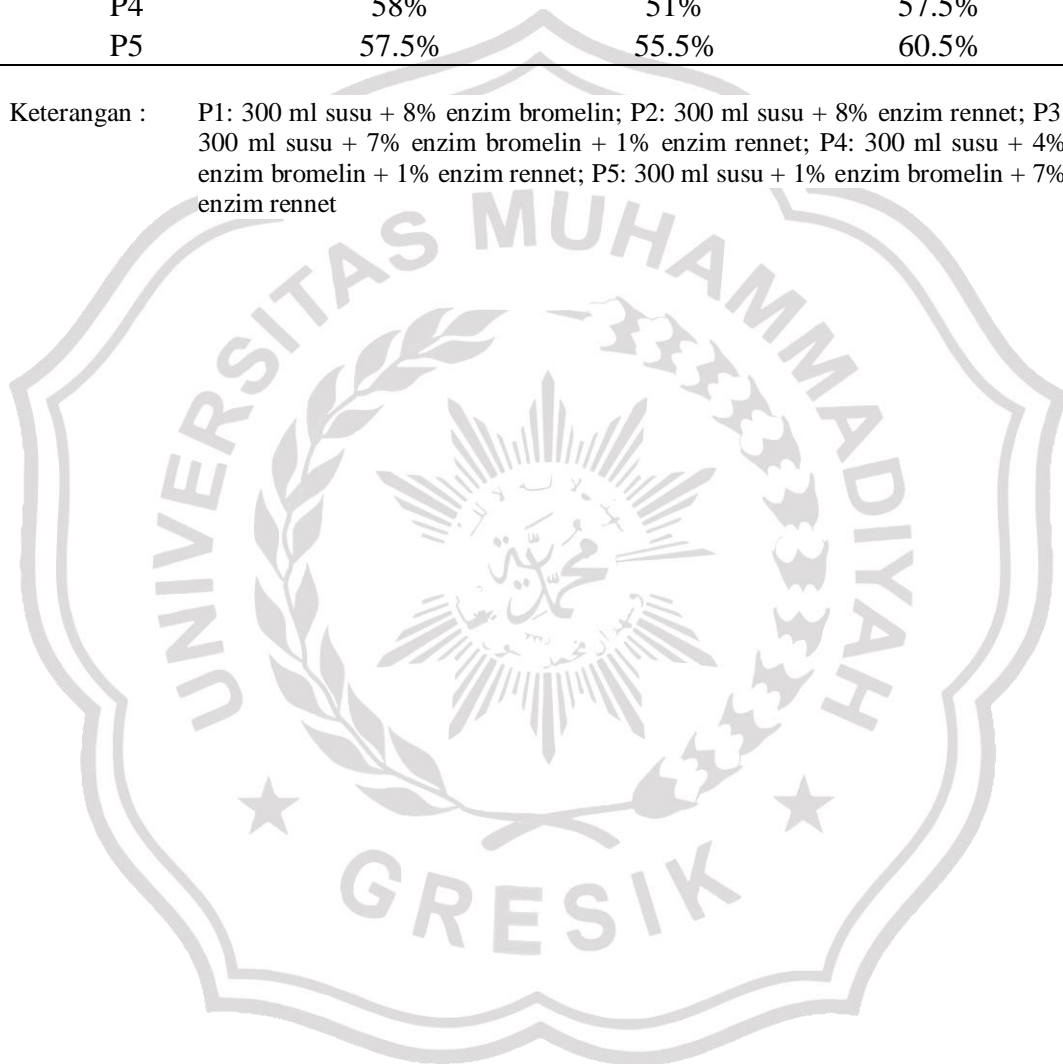 P4 58% 51% 57.5%
P5 57.5% 55.5% 60.5%
Keterangan : P1: 300 ml susu + 8% enzim bromelin; P2: 300 ml susu + 8% enzim rennet; P3
300 ml susu + 7% enzim bromelin + 1% enzim rennet; P4: 300 ml susu + 4%
enzim bromelin + 1% enzim rennet; P5: 300 ml susu + 1% enzim bromelin + 7%
enzim rennet
UNIVERSITAS MUHAMMADIYAH
GRESIK